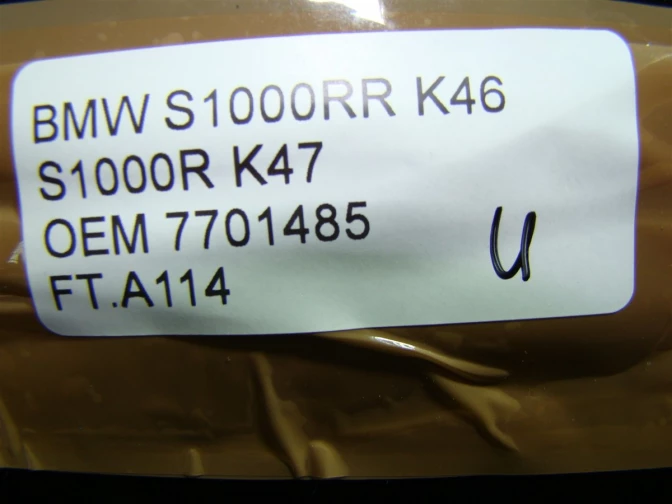 BMW S1000RR K46
S1000R K47
OEM 7701485
FT.A114
U